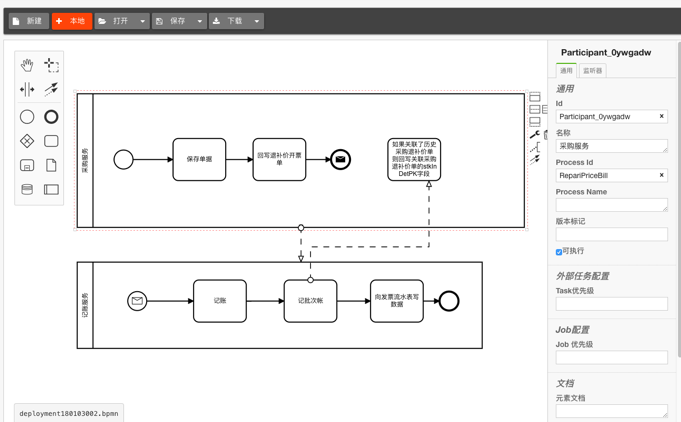 新建
本地
打开
保存
下载
Participant_0ywgadw
通用
监听器
通用
Id
Participant_0ywgadw
名称
采购服务
Process Id
RepariPriceBill
Process Name
版本标记
可执行
外部任务配置
Task优先级
Job配置
Job 优先级
文档
元素文档
采购服务
保存单据
回写退补价开票
单
如果关联了历史
采购退补价单
则回写关联采购
退补价单的stkIn
DetPK字段
记账服务
记账
记批次帐
向发票流水表写
数据
deployment180103002.bpmn